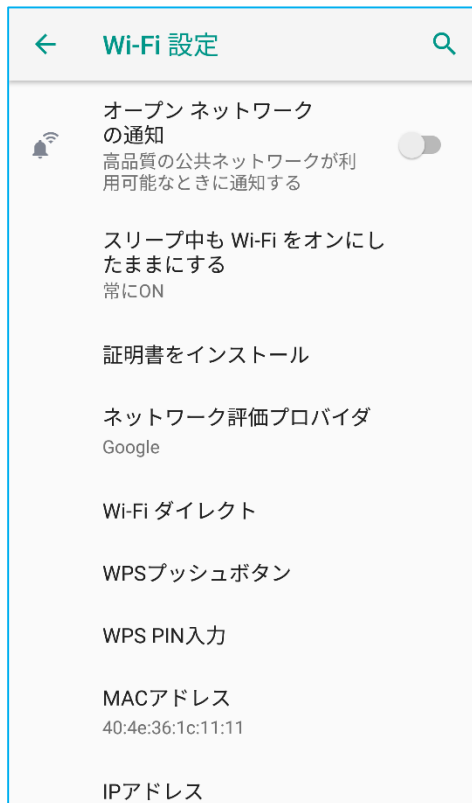 Wi-Fi 設定
オープン ネットワーク
の通知
高品質の公共ネットワークが利
用可能なときに通知する
スリープ中も Wi-Fi をオンにし
たままにする
常にON
証明書をインストール
ネットワーク評価プロバイダ
Google
Wi-Fi ダイレクト
WPSプッシュボタン
WPS PIN入力
MACアドレス
40:4e:36:1c:11:11
IPアドレス